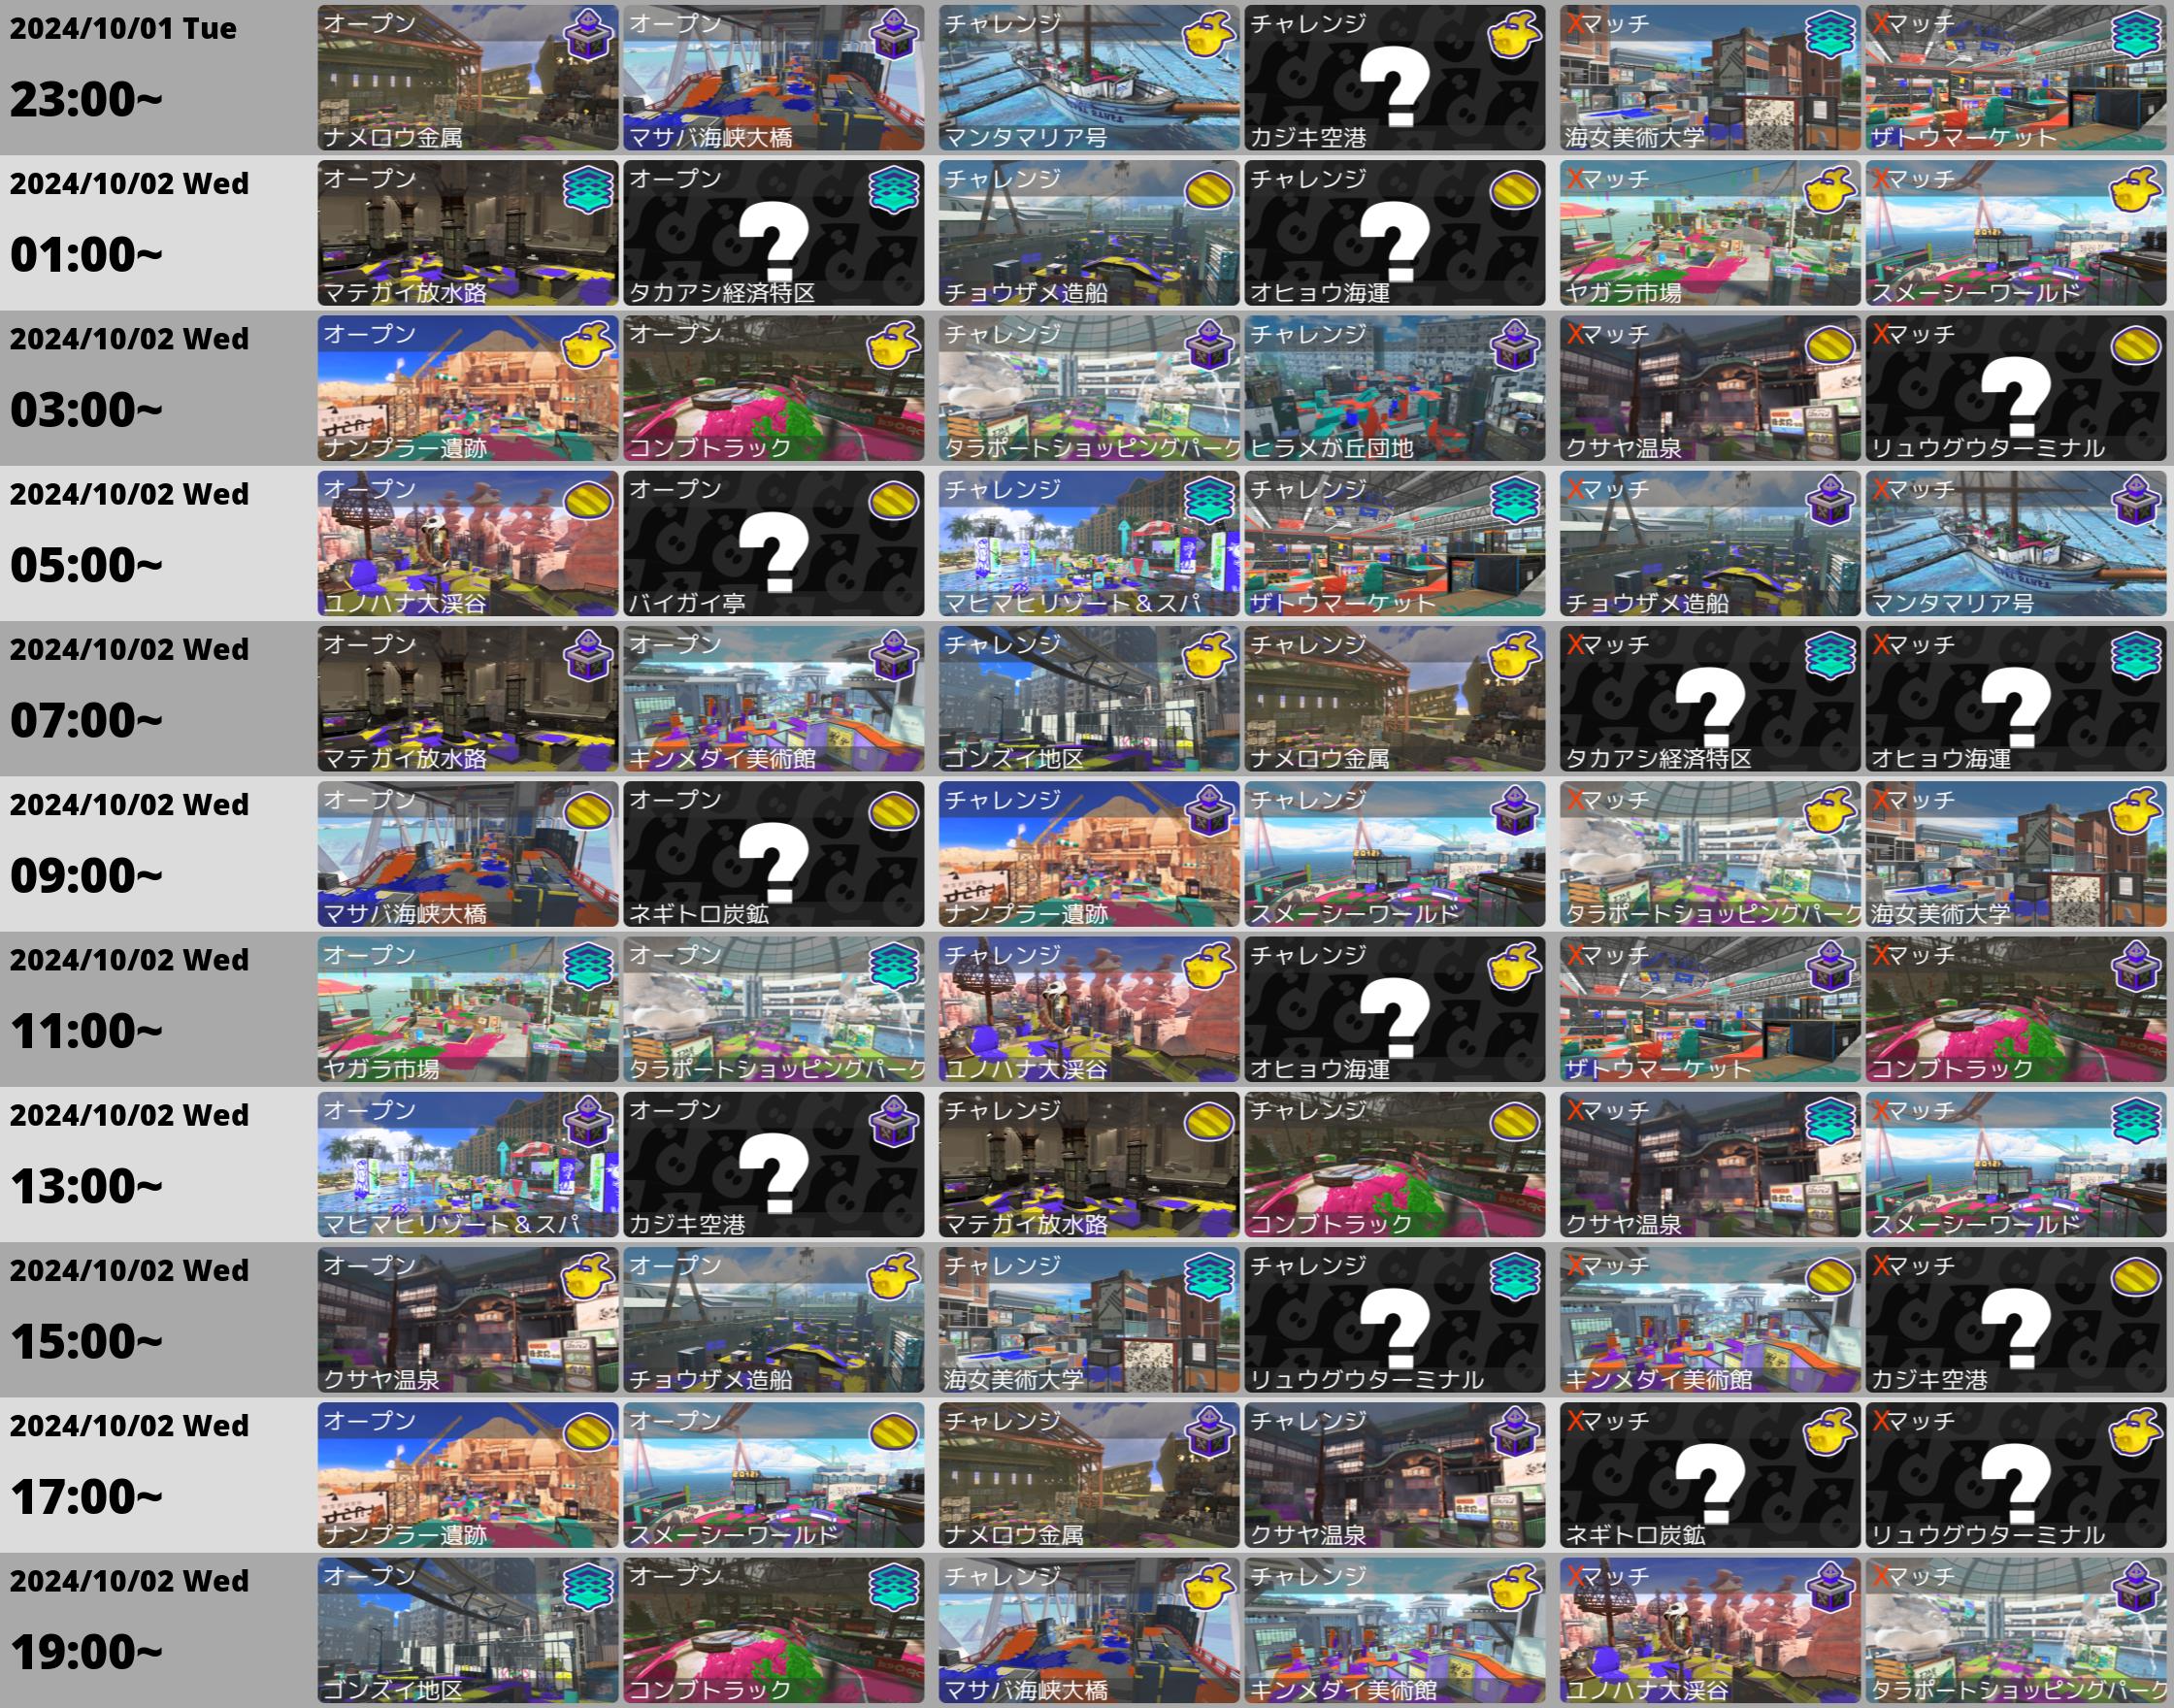 2024/10/01 Tue
23:00~
オープン オープン チャレンジ チャレンジ Xマッチ Xマッチ
ナメロウ金属 マサバ海峡大橋 マンタマリア号 カジキ空港 海女美術大学 ザトウマーケット
2024/10/02 Wed
01:00~
オープン オープン チャレンジ チャレンジ Xマッチ Xマッチ
マテガイ放水路 タカアシ経済特区 チョウザメ造船 オヒョウ海運 ヤガラ市場 スメーシーワールド
2024/10/02 Wed
03:00~
オープン オープン チャレンジ チャレンジ Xマッチ Xマッチ
ナンプラー遺跡 コンブトラック タラポートショッピングパーク ヒラメが丘団地 クサヤ温泉 リュウグウターミナル
2024/10/02 Wed
05:00~
オープン オープン チャレンジ チャレンジ Xマッチ Xマッチ
ユノハナ大渓谷 バイガイ亭 マヒマヒリゾート＆スパ ザトウマーケット チョウザメ造船 マンタマリア号
2024/10/02 Wed
07:00~
オープン オープン チャレンジ チャレンジ Xマッチ Xマッチ
マテガイ放水路 キンメダイ美術館 ゴンズイ地区 ナメロウ金属 タカアシ経済特区 オヒョウ海運
2024/10/02 Wed
09:00~
オープン オープン チャレンジ チャレンジ Xマッチ Xマッチ
マサバ海峡大橋 ネギトロ炭鉱 ナンプラー遺跡 スメーシーワールド タラポートショッピングパーク 海女美術大学
2024/10/02 Wed
11:00~
オープン オープン チャレンジ チャレンジ Xマッチ Xマッチ
ヤガラ市場 タラポートショッピングパーク ユノハナ大渓谷 オヒョウ海運 ザトウマーケット コンブトラック
2024/10/02 Wed
13:00~
オープン オープン チャレンジ チャレンジ Xマッチ Xマッチ
マヒマヒリゾート＆スパ カジキ空港 マテガイ放水路 コンブトラック クサヤ温泉 スメーシーワールド
2024/10/02 Wed
15:00~
オープン オープン チャレンジ チャレンジ Xマッチ Xマッチ
クサヤ温泉 チョウザメ造船 海女美術大学 リュウグウターミナル キンメダイ美術館 カジキ空港
2024/10/02 Wed
17:00~
オープン オープン チャレンジ チャレンジ Xマッチ Xマッチ
ナンプラー遺跡 スメーシーワールド ナメロウ金属 クサヤ温泉 ネギトロ炭鉱 リュウグウターミナル
2024/10/02 Wed
19:00~
オープン オープン チャレンジ チャレンジ Xマッチ Xマッチ
ゴンズイ地区 コンブトラック マサバ海峡大橋 キンメダイ美術館 ユノハナ大渓谷 タラポートショッピングパーク